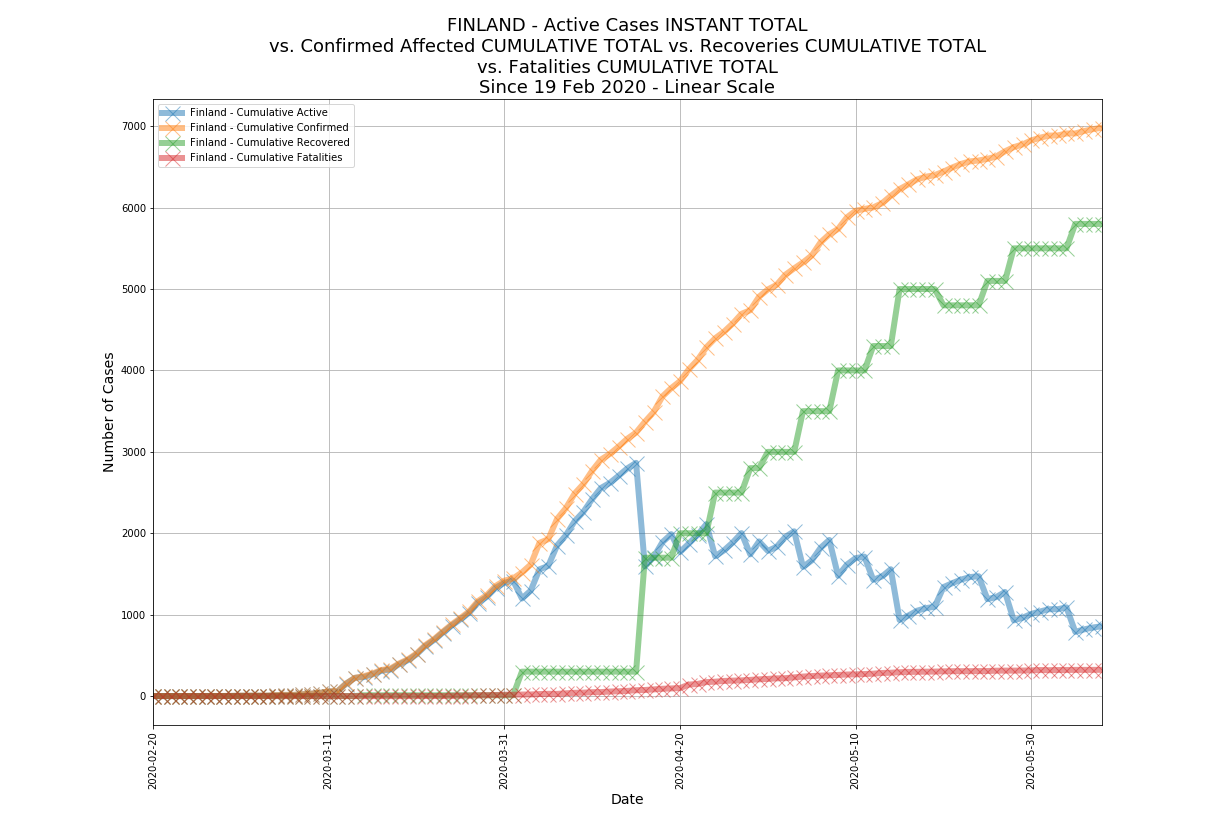 FINLAND - Active Cases INSTANT TOTAL
vs. Confirmed Affected CUMULATIVE TOTAL vs. Recoveries CUMULATIVE TOTAL
vs. Fatalities CUMULATIVE TOTAL
Since 19 Feb 2020 - Linear Scale
Finland - Cumulative Active
Finland - Cumulative Confirmed
Finland - Cumulative Recovered
Finland - Cumulative Fatalities
7000
6000
5000
4000
3000
2000
1000
0
Number of Cases
2020-02-20
2020-03-11
2020-03-31
2020-04-20
2020-05-10
2020-05-30
Date